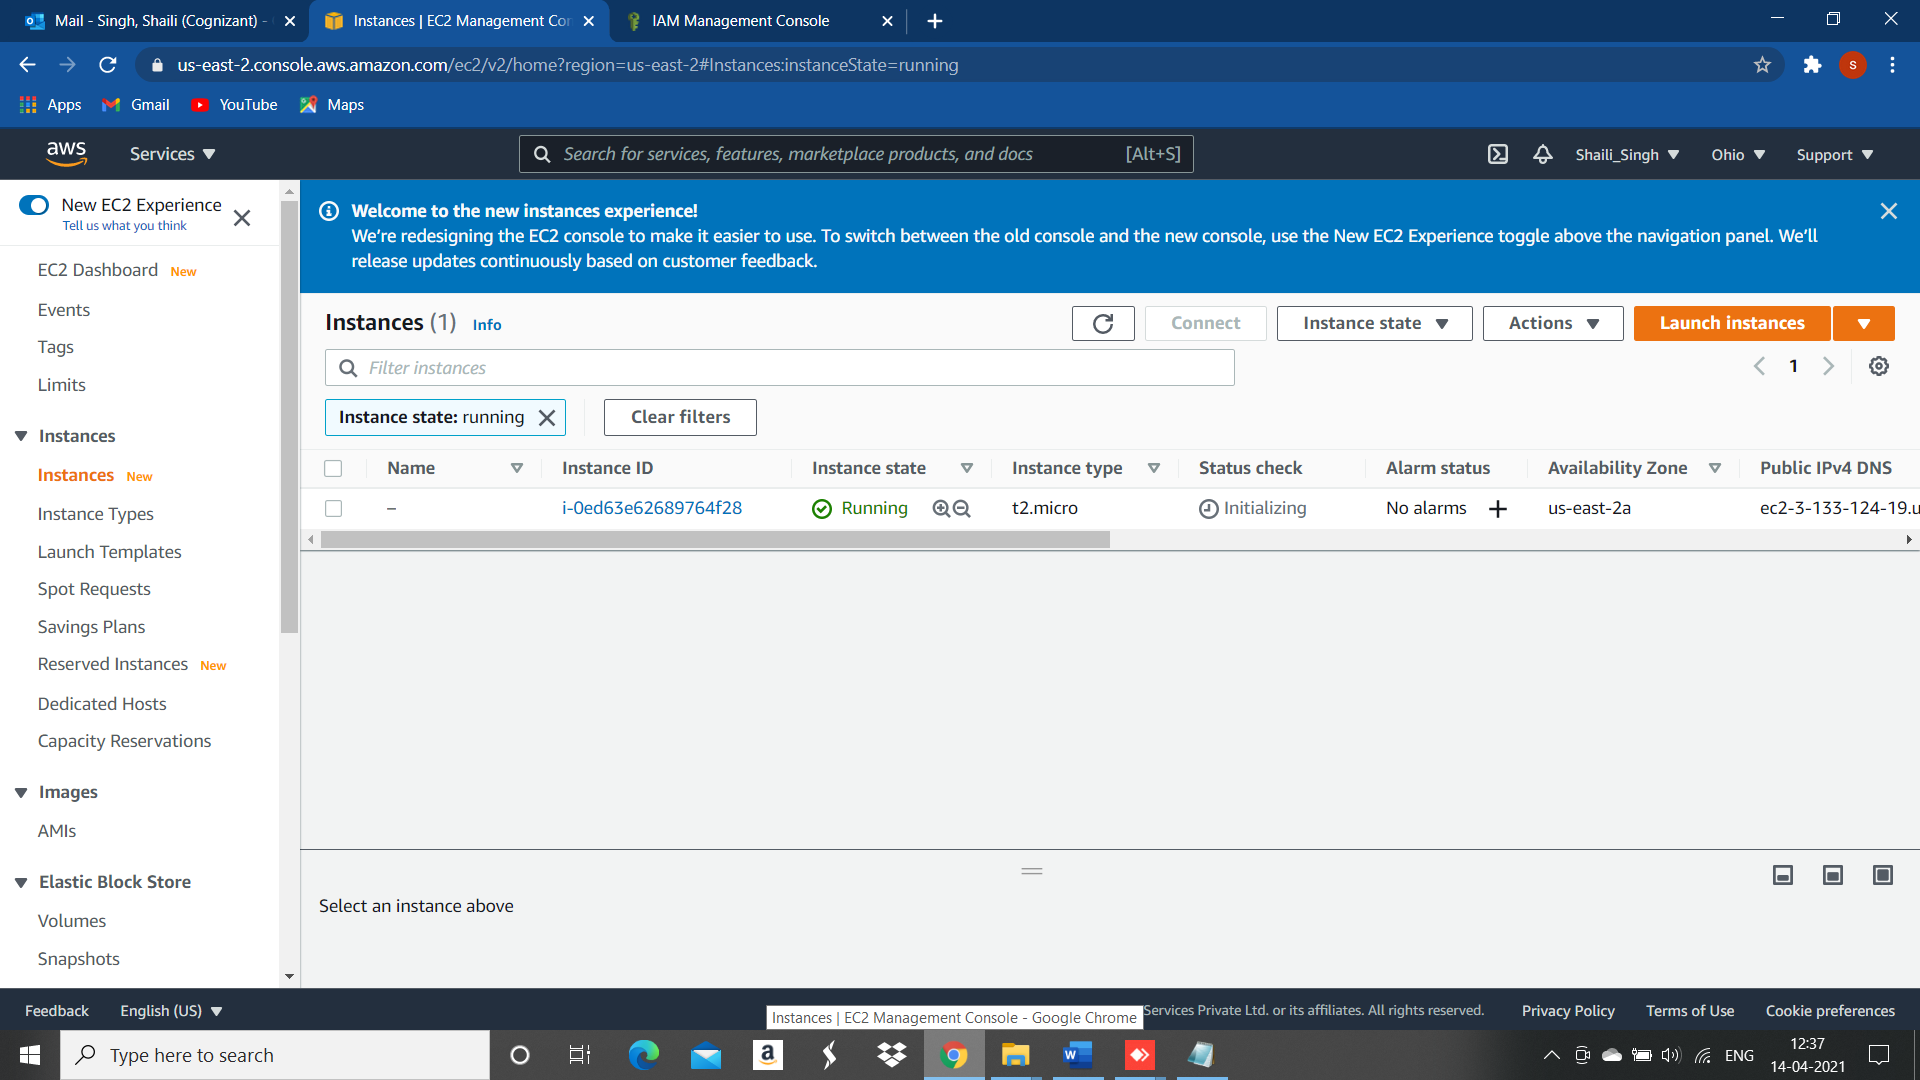 Mail - Singh, Shaili (Cognizant) -
Instances | EC2 Management Con
IAM Management Console
us-east-2.console.aws.amazon.com/ec2/v2/home?region=us-east-2#Instances:instanceState=running
s
Apps
Gmail
YouTube
Maps
aws
Services
Search for services, features, marketplace products, and docs
[Alt+S]
Shaili_Singh
Ohio
Support
New EC2 Experience
Tell us what you think
EC2 Dashboard New
Events
Tags
Limits
Instances
Instances New
Instance Types
Launch Templates
Spot Requests
Savings Plans
Reserved Instances New
Dedicated Hosts
Capacity Reservations
Images
AMIs
Elastic Block Store
Volumes
Snapshots
Welcome to the new instances experience!
We're redesigning the EC2 console to make it easier to use. To switch between the old console and the new console, use the New EC2 Experience toggle above the navigation panel. We'll
release updates continuously based on customer feedback.
Instances (1) Info
Connect
Instance state
Actions
Launch instances
Filter instances
1
Instance state: running
Clear filters
Name Instance ID Instance state Instance type Status check Alarm status Availability Zone Public IPv4 DNS
– i-0ed63e62689764f28 Running t2.micro Initializing No alarms us-east-2a ec2-3-133-124-19.u
Select an instance above
Feedback
English (US)
Instances | EC2 Management Console - Google Chrome
Services Private Ltd. or its affiliates. All rights reserved.
Privacy Policy
Terms of Use
Cookie preferences
Type here to search
ENG
12:37
14-04-2021